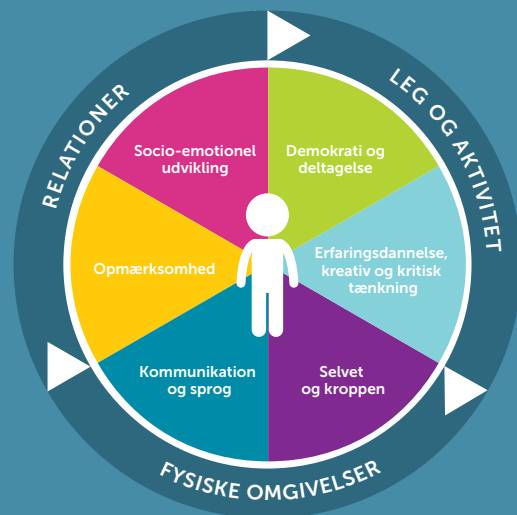 RELATIONER
LEG OG AKTIVITET
Socio-emotionel
udvikling
Demokrati og
deltagelse
Opmærksomhed
Erfaringsdannelse,
kreativ og kritisk
tænkning
Kommunikation
og sprog
Selvet
og kroppen
FYSISKE OMGIVELSER